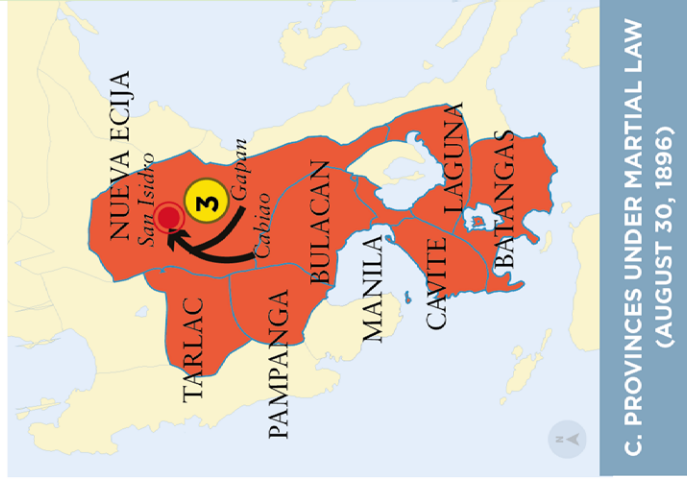 NUEVA ECIJA
San Isidro
3
Gapan
Cabiao
TARLAC
BULACAN
PAMPANGA
MANILA
LAGUNA
CAVITE
BATANGAS
N
C. PROVINCES UNDER MARTIAL LAW
(AUGUST 30, 1896)